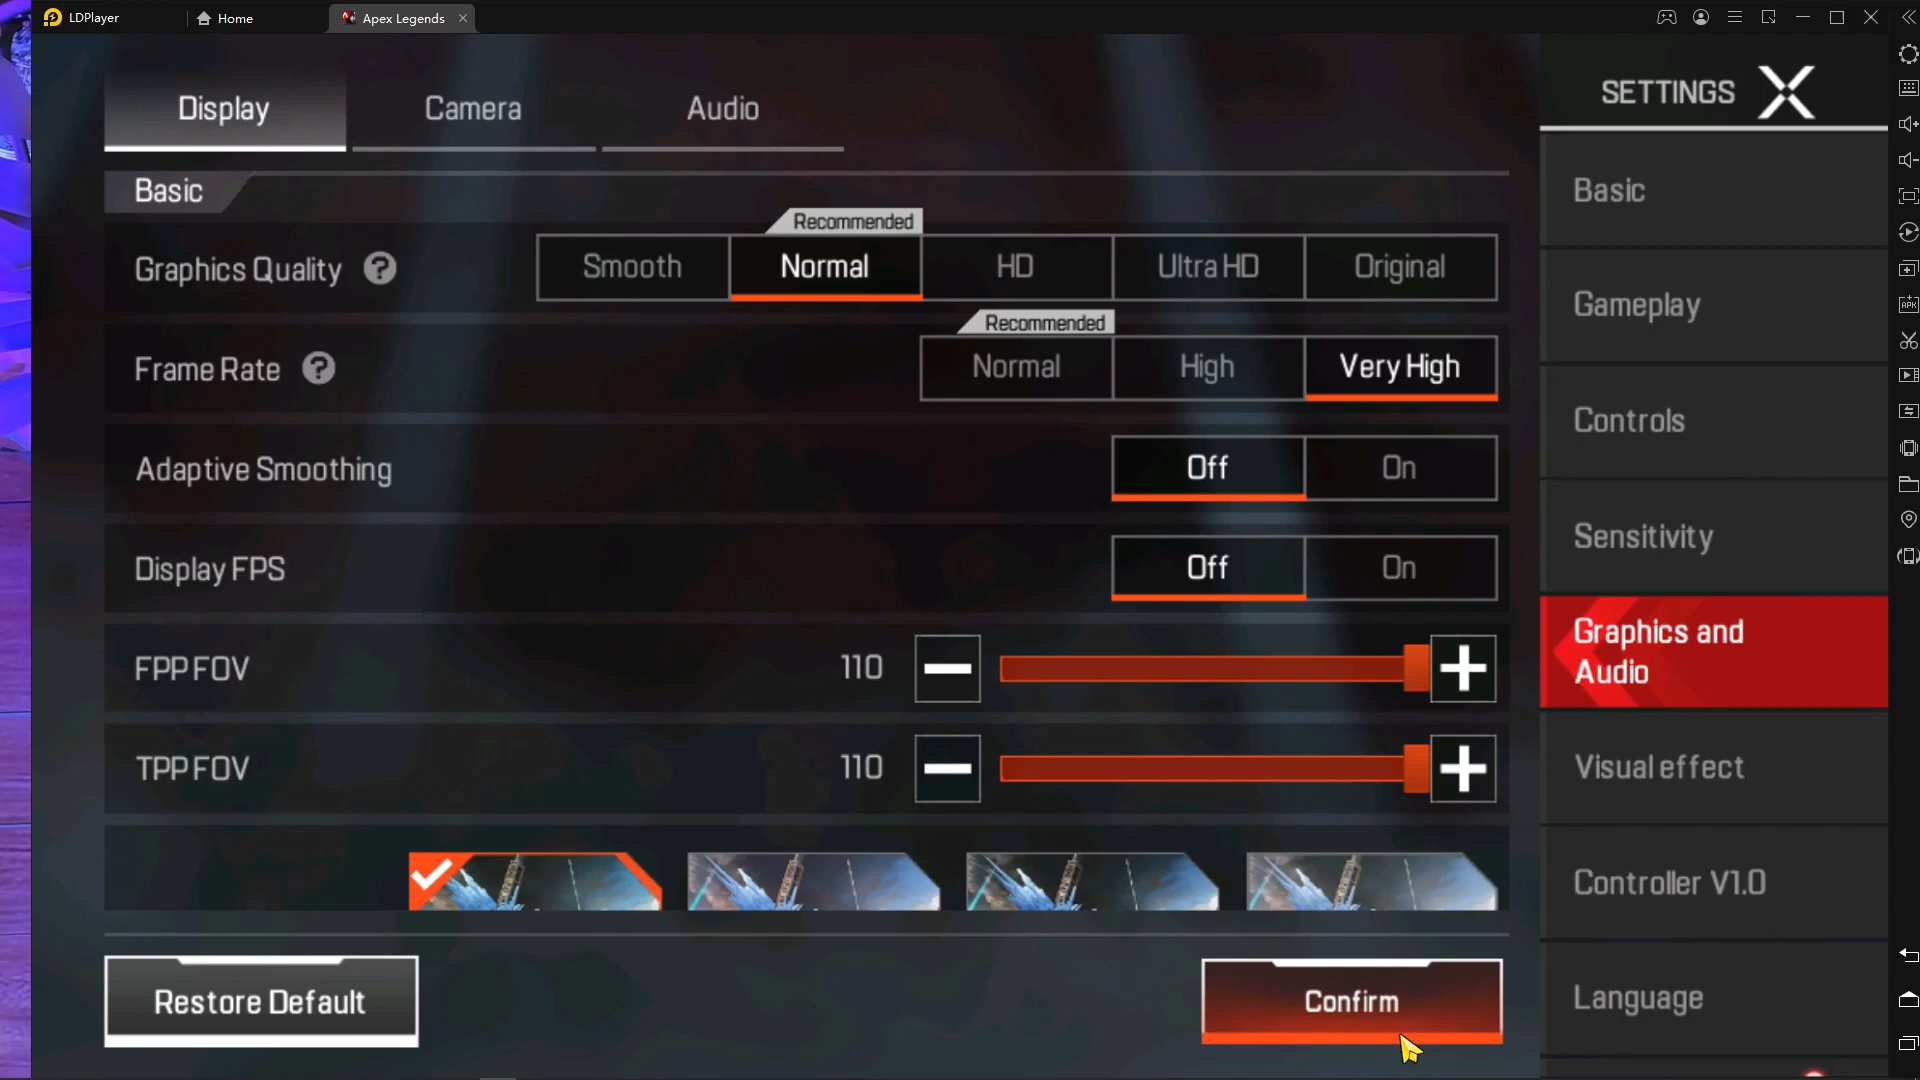 LDPlayer
Home
Apex Legends
Display
Camera
Audio
SETTINGS
Basic
Recommended
Graphics Quality ?
Smooth
Normal
HD
Ultra HD
Original
Recommended
Frame Rate ?
Normal
High
Very High
Adaptive Smoothing
Off
On
Display FPS
Off
On
FPP FOV
110
TPP FOV
110
Restore Default
Confirm
Basic
Gameplay
Controls
Sensitivity
Graphics and
Audio
Visual effect
Controller V1.0
Language
APK